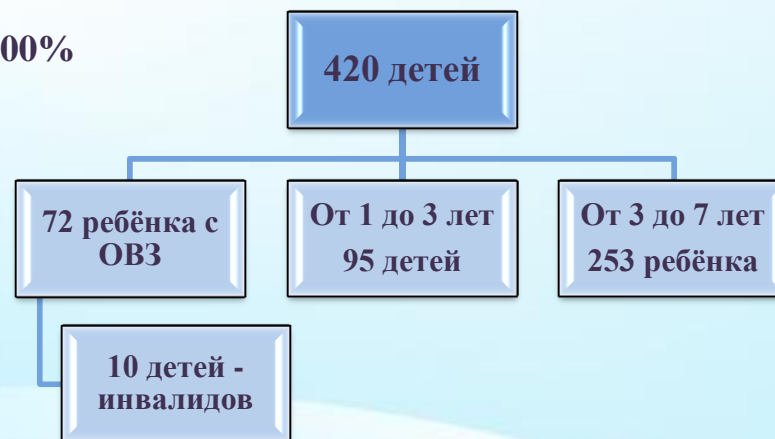 00%
420 детей
72 ребёнка с
ОВЗ
От 1 до 3 лет
95 детей
От 3 до 7 лет
253 ребёнка
10 детей -
инвалидов